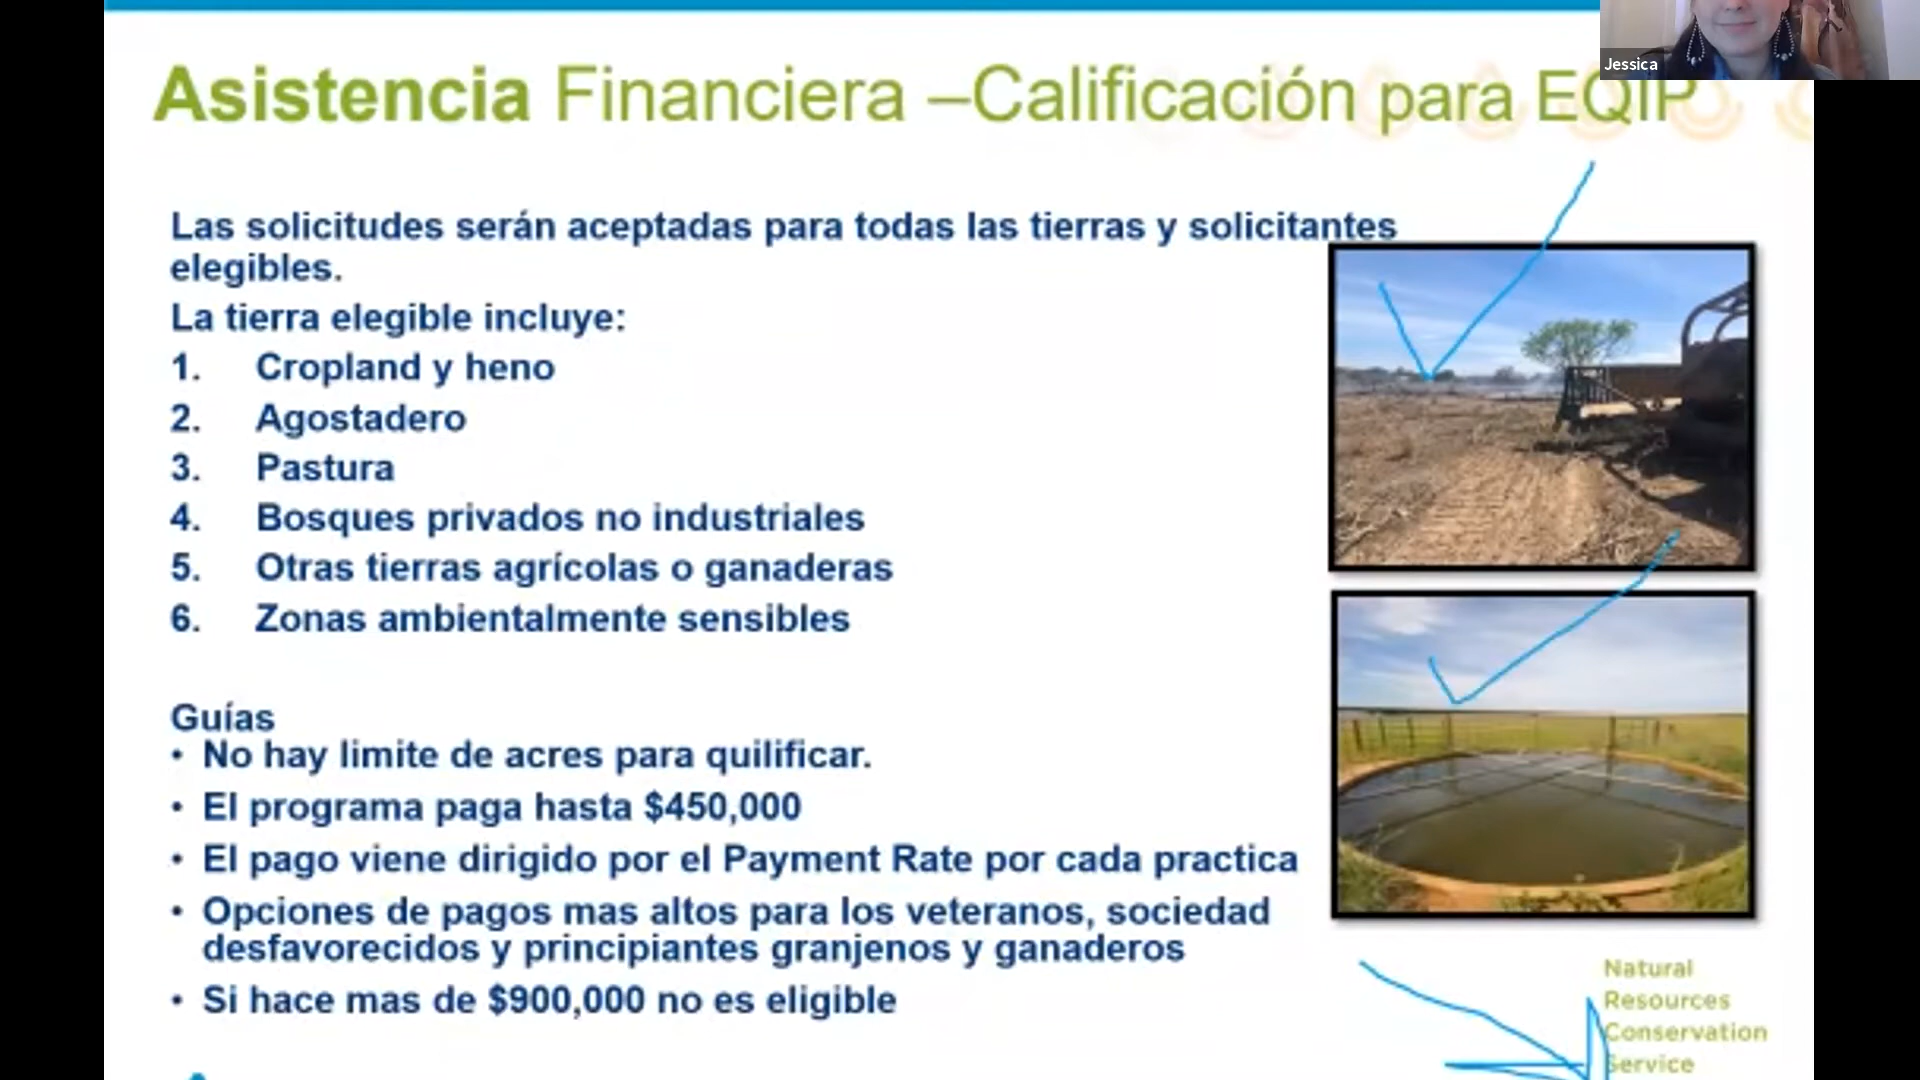 Jessica
Asistencia Financiera –Calificación para EQIP
Las solicitudes serán aceptadas para todas las tierras y solicitantes
elegibles.
La tierra elegible incluye:
1. Cropland y heno
2. Agostadero
3. Pastura
4. Bosques privados no industriales
5. Otras tierras agrícolas o ganaderas
6. Zonas ambientalmente sensibles
Guías
• No hay limite de acres para quilificar.
• El programa paga hasta $450,000
• El pago viene dirigido por el Payment Rate por cada practica
• Opciones de pagos mas altos para los veteranos, sociedad
desfavorecidos y principiantes granjenos y ganaderos
• Si hace mas de $900,000 no es eligible
Natural
Resources
Conservation
Service